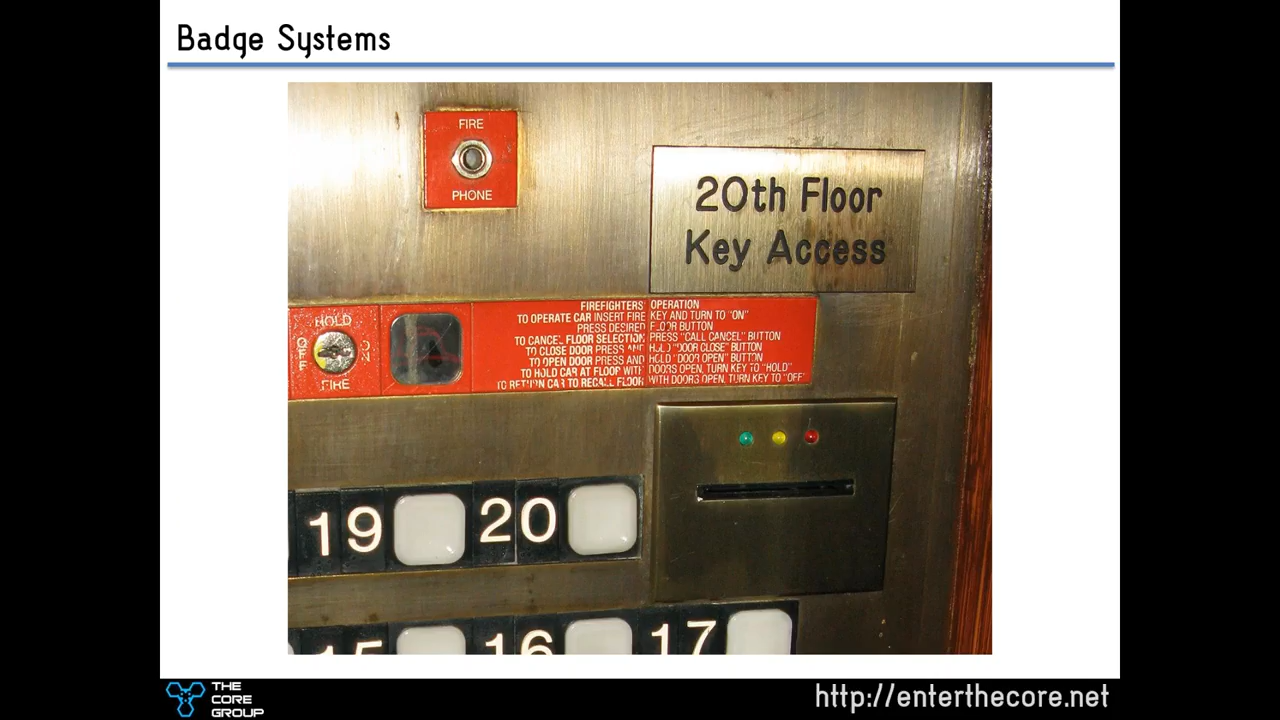 Badge Systems
FIRE
PHONE
20th Floor
Key Access
HOLD
OFF
ON
FIRE
FIREFIGHTERS' OPERATION
TO OPERATE CAR INSERT FIRE KEY AND TURN TO "ON"
PRESS DESIRED FLOOR BUTTON
TO CANCEL FLOOR SELECTION PRESS "CALL CANCEL" BUTTON
TO CLOSE DOOR PRESS AND HOLD "DOOR CLOSE" BUTTON
TO OPEN DOOR PRESS AND HOLD "DOOR OPEN" BUTTON
TO HOLD CAR AT FLOOR WITH DOORS OPEN, TURN KEY TO "HOLD"
TO RETURN CAR TO RECALL FLOOR WITH DOORS OPEN, TURN KEY TO "OFF"
19 20
15 16 17
THE
CORE
GROUP
http://enterthecore.net